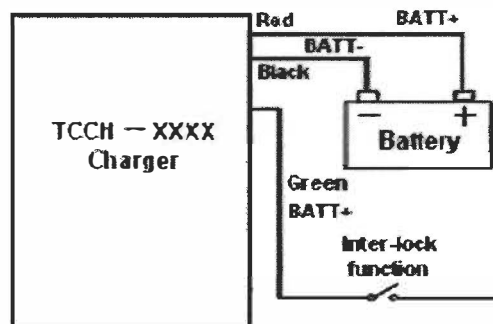 Red BATT+
BATT-
Black
TCCH — XXXX
Charger
− +
Battery
Green
BATT+
Inter-lock
function